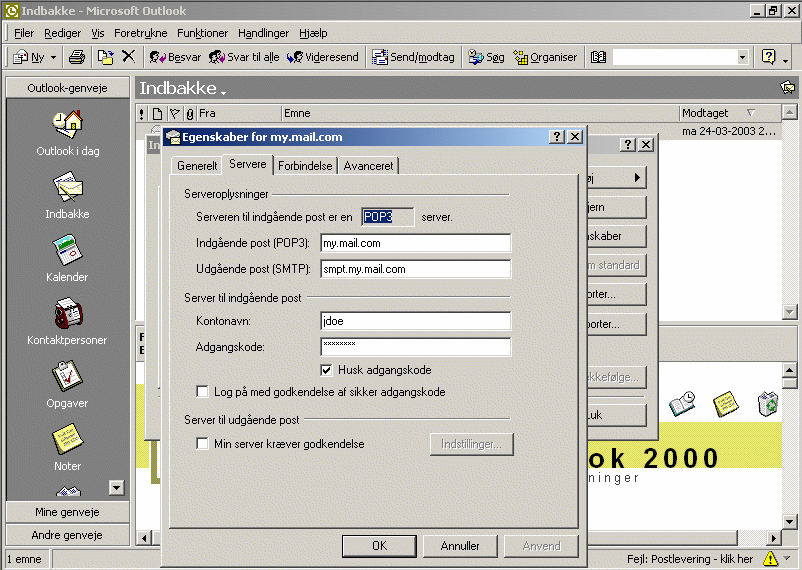 Indbakke - Microsoft Outlook
Filer Rediger Vis Foretrukne Funktioner Handlinger Hjælp
Ny Besvar Svar til alle Videresend Send/modtag Søg Organiser
Outlook-genveje
Indbakke
Fra Emne Modtaget
ma 24-03-2003 2...
Outlook i dag
Indbakke
Kalender
Kontaktpersoner
Opgaver
Noter
Mine genveje
Andre genveje
Egenskaber for my.mail.com
Generelt Servere Forbindelse Avanceret
Serveroplysninger
Serveren til indgående post er en POP3 server.
Indgående post (POP3): my.mail.com
Udgående post (SMTP): smpt.my.mail.com
Server til indgående post
Kontonavn: jdoe
Adgangskode: ********
Husk adgangskode
Log på med godkendelse af sikker adgangskode
Server til udgående post
Min server kræver godkendelse Indstillinger...
OK Annuller Anvend
øj
jern
nskaber
m standard
orter...
porter...
ækkefølge...
Luk
ok 2000
ninger
1 emne
Fejl: Postlevering - klik her